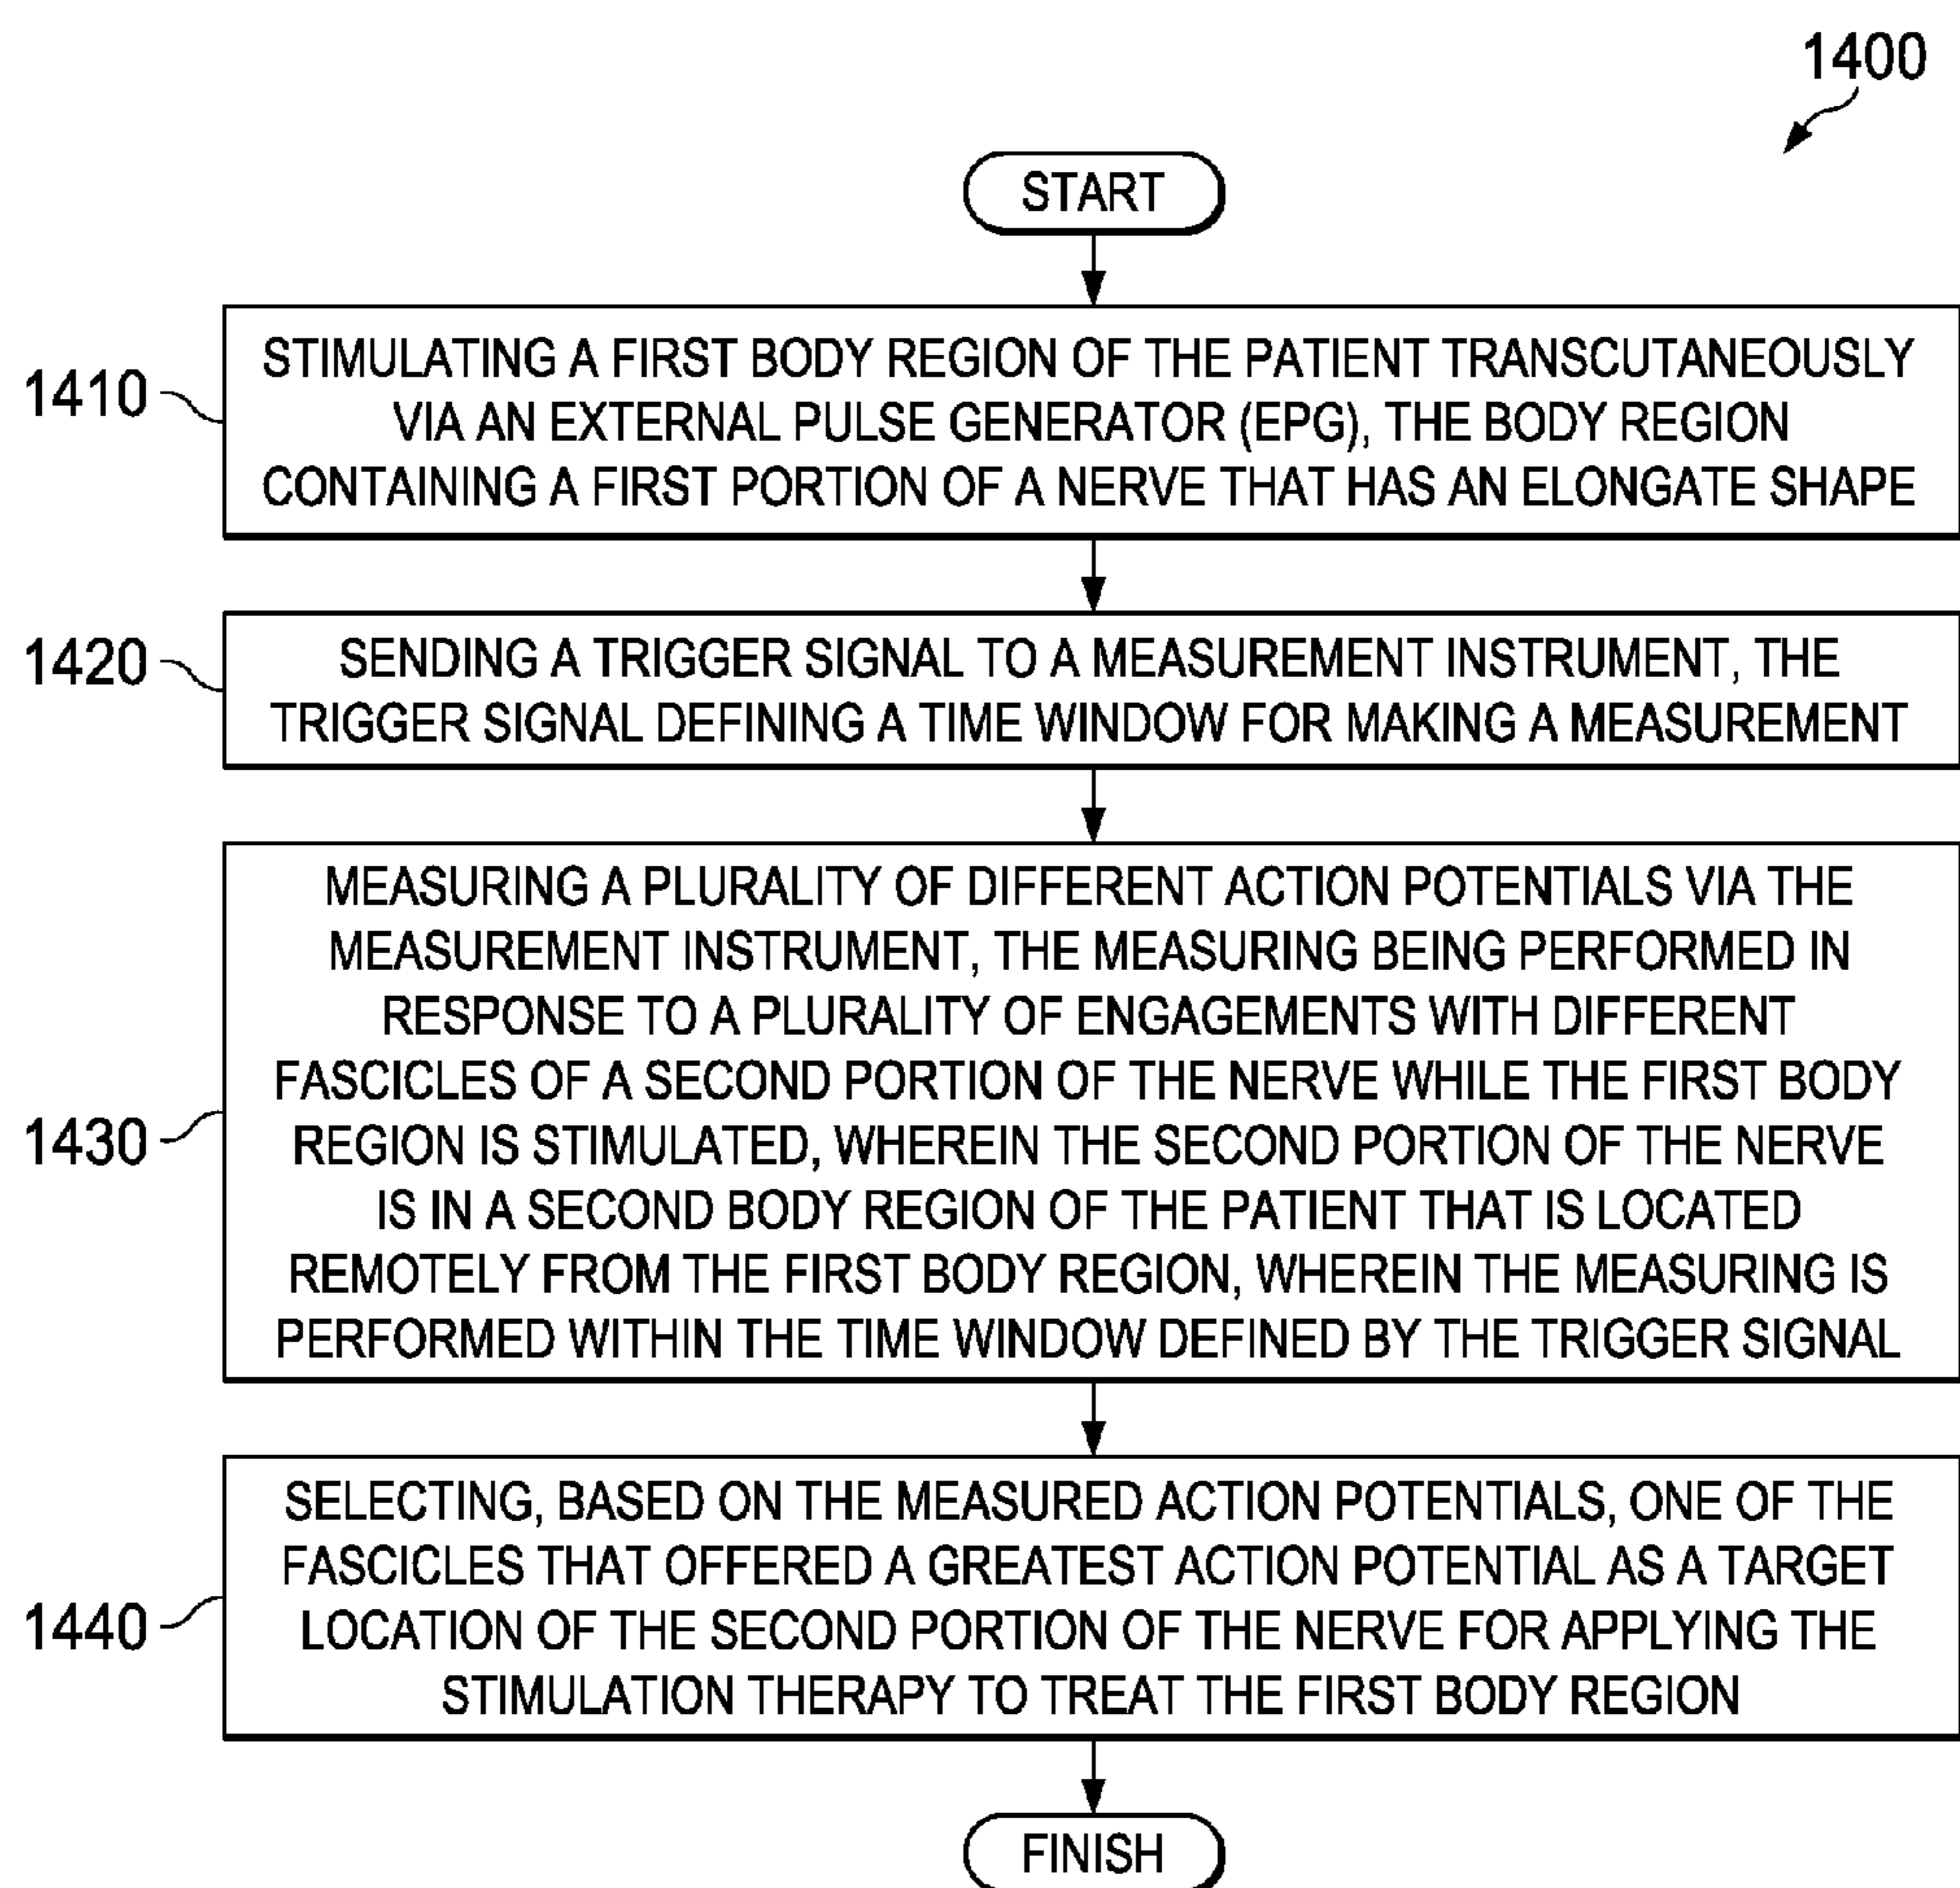 1400
START
1410
STIMULATING A FIRST BODY REGION OF THE PATIENT TRANSCUTANEOUSLY
VIA AN EXTERNAL PULSE GENERATOR (EPG), THE BODY REGION
CONTAINING A FIRST PORTION OF A NERVE THAT HAS AN ELONGATE SHAPE
1420
SENDING A TRIGGER SIGNAL TO A MEASUREMENT INSTRUMENT, THE
TRIGGER SIGNAL DEFINING A TIME WINDOW FOR MAKING A MEASUREMENT
1430
MEASURING A PLURALITY OF DIFFERENT ACTION POTENTIALS VIA THE
MEASUREMENT INSTRUMENT, THE MEASURING BEING PERFORMED IN
RESPONSE TO A PLURALITY OF ENGAGEMENTS WITH DIFFERENT
FASCICLES OF A SECOND PORTION OF THE NERVE WHILE THE FIRST BODY
REGION IS STIMULATED, WHEREIN THE SECOND PORTION OF THE NERVE
IS IN A SECOND BODY REGION OF THE PATIENT THAT IS LOCATED
REMOTELY FROM THE FIRST BODY REGION, WHEREIN THE MEASURING IS
PERFORMED WITHIN THE TIME WINDOW DEFINED BY THE TRIGGER SIGNAL
1440
SELECTING, BASED ON THE MEASURED ACTION POTENTIALS, ONE OF THE
FASCICLES THAT OFFERED A GREATEST ACTION POTENTIAL AS A TARGET
LOCATION OF THE SECOND PORTION OF THE NERVE FOR APPLYING THE
STIMULATION THERAPY TO TREAT THE FIRST BODY REGION
FINISH